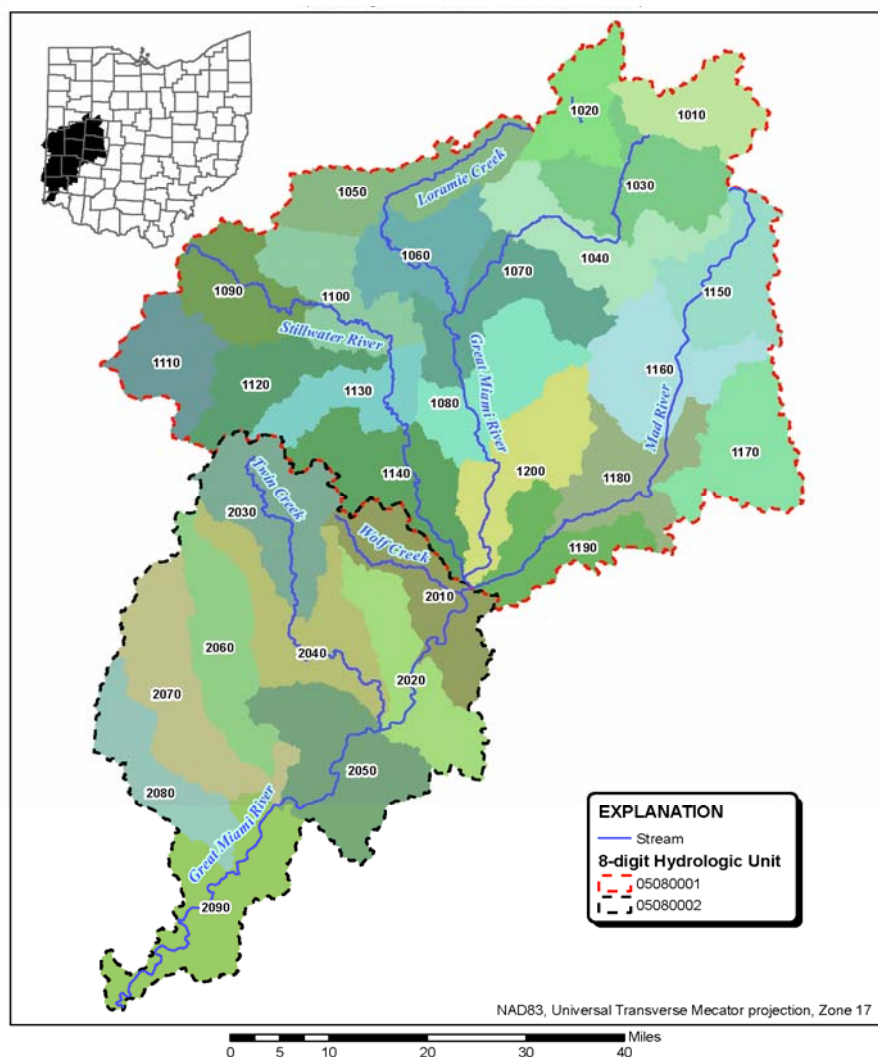 1020
1010
Loramie Creek
1050
1030
1060
1070
1040
1090
1100
1150
Stillwater River
Great Miami River
1110
1120
1130
1160
1080
Mad River
1140
1200
1180
1170
Twin Creek
2030
Wolf Creek
1190
2010
2060
2040
2020
2070
2050
2080
Great Miami River
2090
EXPLANATION
Stream
8-digit Hydrologic Unit
05080001
05080002
NAD83, Universal Transverse Mecator projection, Zone 17
Miles
0 5 10 20 30 40